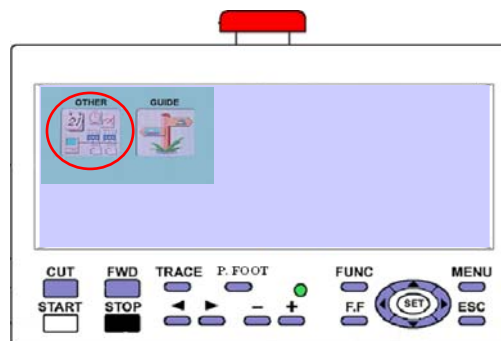 OTHER GUIDE
CUT FWD TRACE P. FOOT FUNC MENU
START STOP ◄ ► − + F.F SET ESC